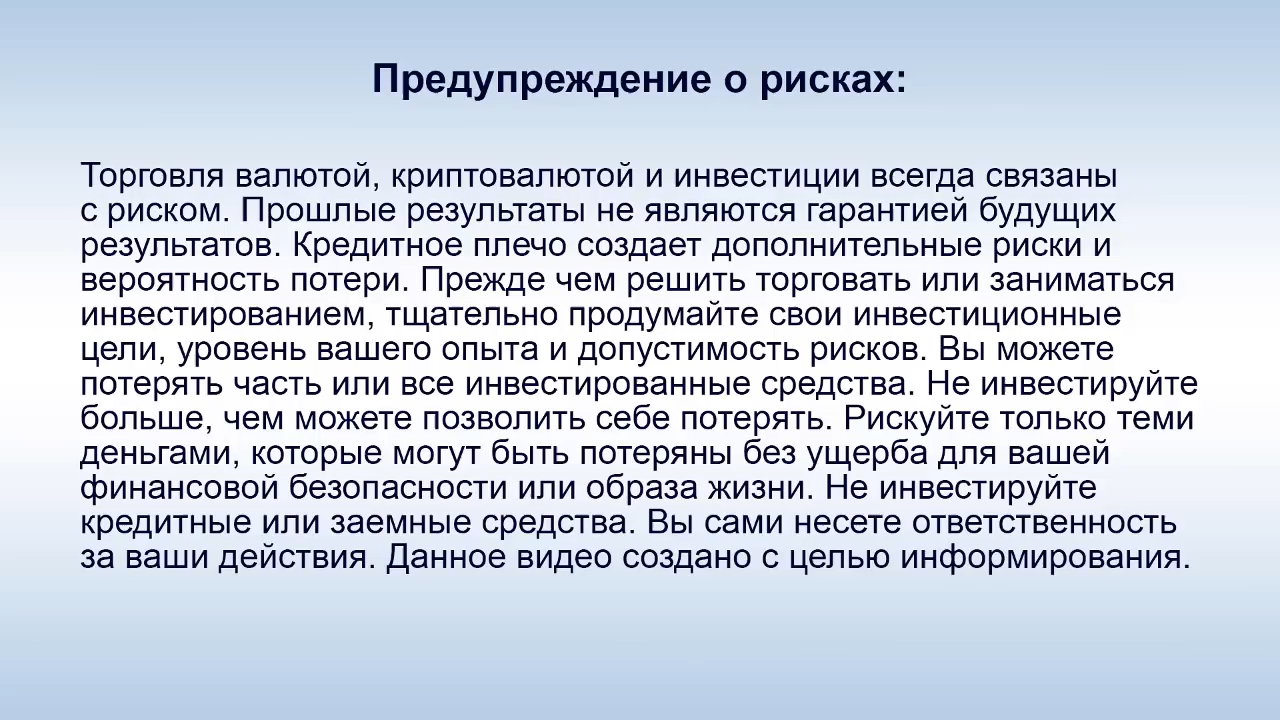 Предупреждение о рисках:
Торговля валютой, криптовалютой и инвестиции всегда связаны
с риском. Прошлые результаты не являются гарантией будущих
результатов. Кредитное плечо создает дополнительные риски и
вероятность потери. Прежде чем решить торговать или заниматься
инвестированием, тщательно продумайте свои инвестиционные
цели, уровень вашего опыта и допустимость рисков. Вы можете
потерять часть или все инвестированные средства. Не инвестируйте
больше, чем можете позволить себе потерять. Рискуйте только теми
деньгами, которые могут быть потеряны без ущерба для вашей
финансовой безопасности или образа жизни. Не инвестируйте
кредитные или заемные средства. Вы сами несете ответственность
за ваши действия. Данное видео создано с целью информирования.